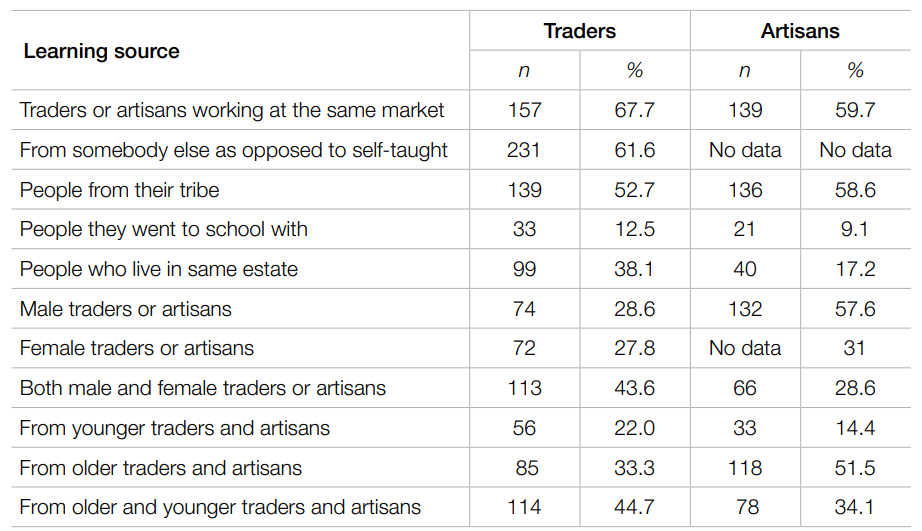 Learning source Traders Artisans
n % n %
Traders or artisans working at the same market 157 67.7 139 59.7
From somebody else as opposed to self-taught 231 61.6 No data No data
People from their tribe 139 52.7 136 58.6
People they went to school with 33 12.5 21 9.1
People who live in same estate 99 38.1 40 17.2
Male traders or artisans 74 28.6 132 57.6
Female traders or artisans 72 27.8 No data 31
Both male and female traders or artisans 113 43.6 66 28.6
From younger traders and artisans 56 22.0 33 14.4
From older traders and artisans 85 33.3 118 51.5
From older and younger traders and artisans 114 44.7 78 34.1